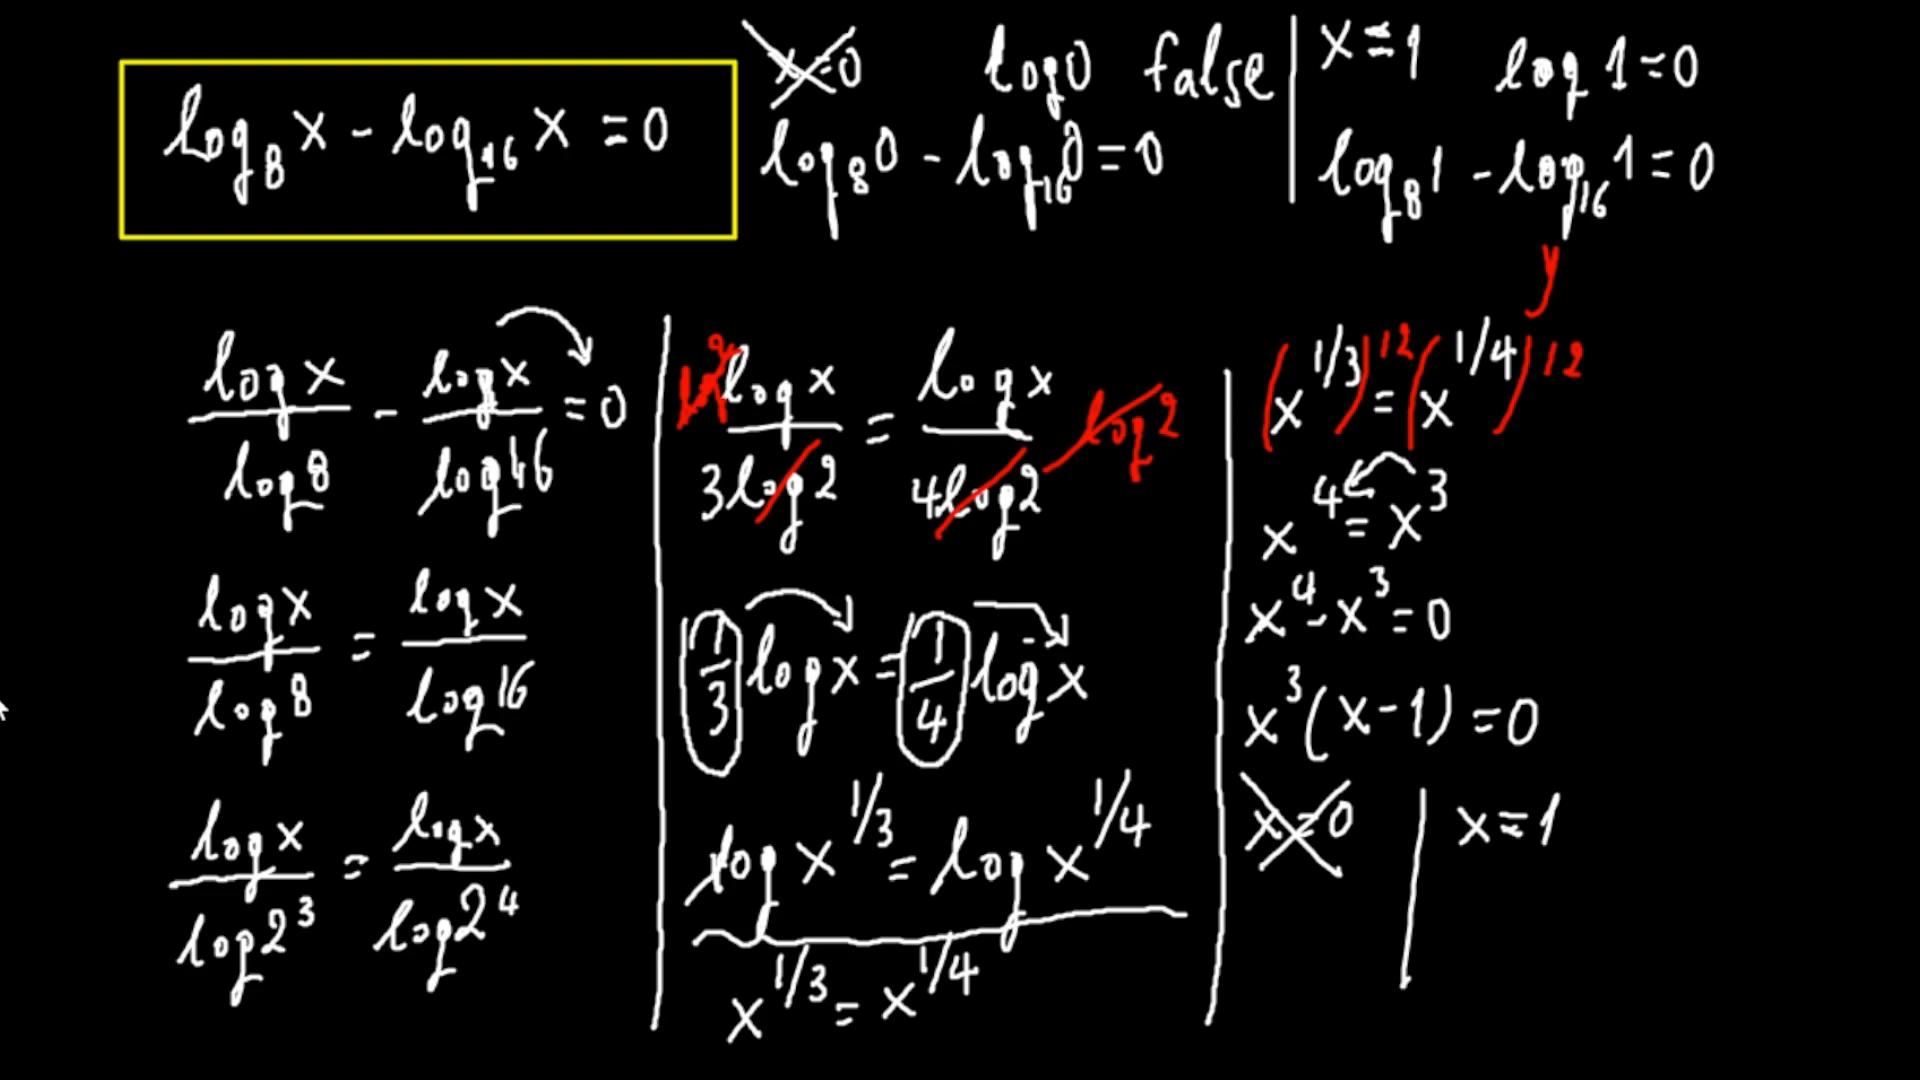 log₈x - log₁₆x = 0
x=0 log0 false
log₈0 - log₁₆0 = 0
x=1 log1=0
log₈1 - log₁₆1 = 0
y
logx/log8 - logx/log16 = 0
logx/log8 = logx/log16
logx/log2³ = logx/log2⁴
log2 logx/3log2 = logx/4log2 log2
1/3 logx = 1/4 logx
log x^1/3 = log x^1/4
x^1/3 = x^1/4
(x^1/3)^12 = (x^1/4)^12
x⁴ = x³
x⁴ - x³ = 0
x³(x-1) = 0
x=0 | x=1